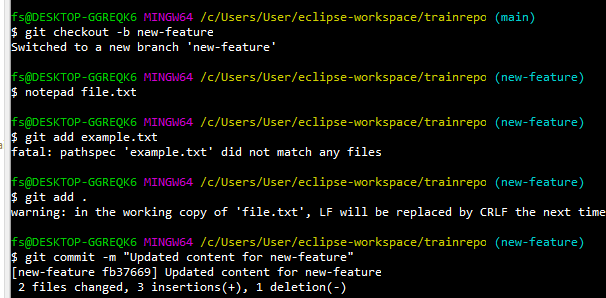 fs@DESKTOP-GGREQK6 MINGW64 /c/Users/User/eclipse-workspace/trainrepo (main)
$ git checkout -b new-feature
Switched to a new branch 'new-feature'
fs@DESKTOP-GGREQK6 MINGW64 /c/Users/User/eclipse-workspace/trainrepo (new-feature)
$ notepad file.txt
fs@DESKTOP-GGREQK6 MINGW64 /c/Users/User/eclipse-workspace/trainrepo (new-feature)
$ git add example.txt
fatal: pathspec 'example.txt' did not match any files
fs@DESKTOP-GGREQK6 MINGW64 /c/Users/User/eclipse-workspace/trainrepo (new-feature)
$ git add .
warning: in the working copy of 'file.txt', LF will be replaced by CRLF the next time
fs@DESKTOP-GGREQK6 MINGW64 /c/Users/User/eclipse-workspace/trainrepo (new-feature)
$ git commit -m "Updated content for new-feature"
[new-feature fb37669] Updated content for new-feature
2 files changed, 3 insertions(+), 1 deletion(-)